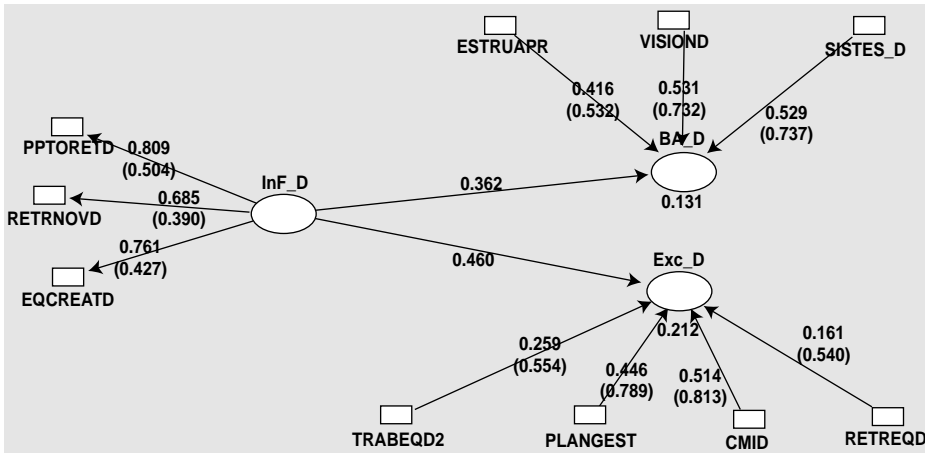 ESTRUAPR
VISIOND
SISTES_D
0.416
(0.532)
0.531
(0.732)
0.529
(0.737)
BA_D
0.131
PPTORETD
0.809
(0.504)
RETRNOVD
0.685
(0.390)
EQCREATD
0.761
(0.427)
InF_D
0.362
0.460
Exc_D
0.212
0.259
(0.554)
0.446
(0.789)
0.514
(0.813)
0.161
(0.540)
TRABEQD2
PLANGEST
CMID
RETREQD